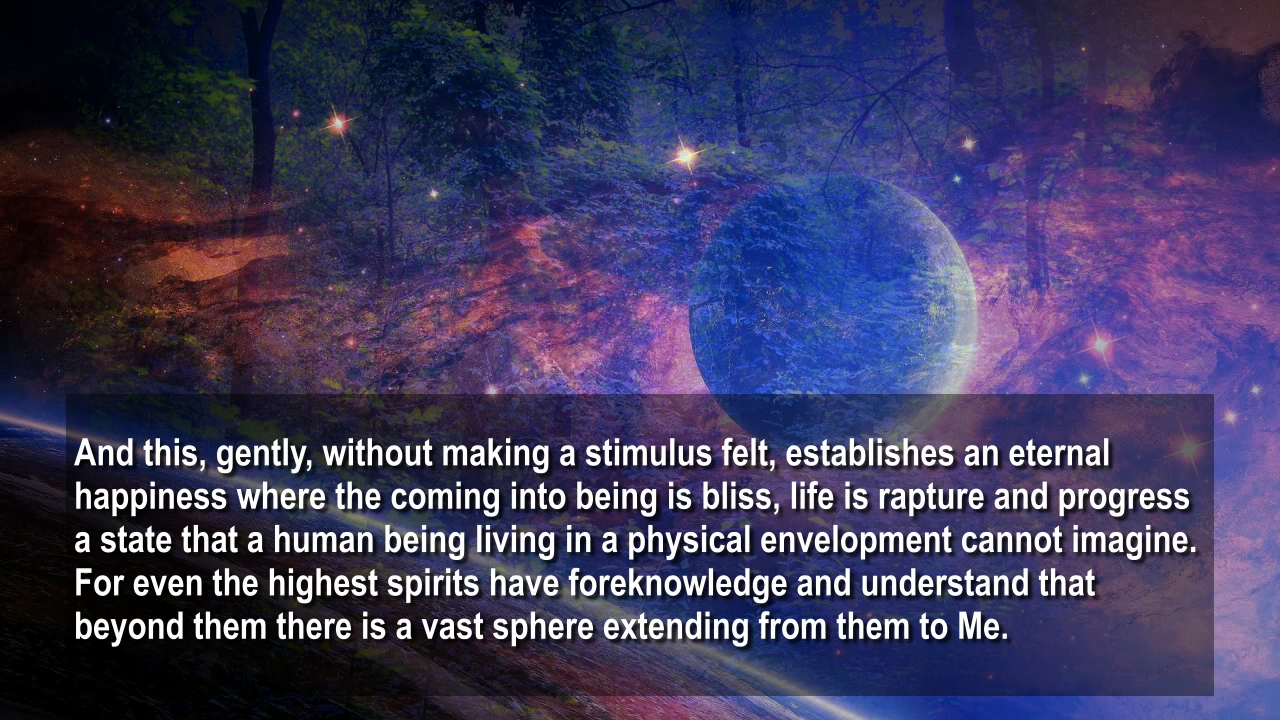 And this, gently, without making a stimulus felt, establishes an eternal
happiness where the coming into being is bliss, life is rapture and progress
a state that a human being living in a physical envelopment cannot imagine.
For even the highest spirits have foreknowledge and understand that
beyond them there is a vast sphere extending from them to Me.